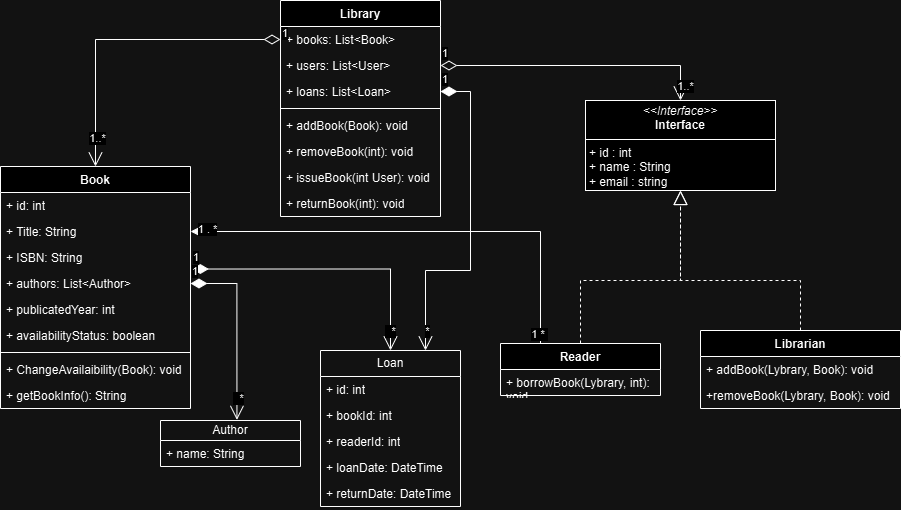 Library
+ books: List<Book>
+ users: List<User>
+ loans: List<Loan>
+ addBook(Book): void
+ removeBook(int): void
+ issueBook(int User): void
+ returnBook(int): void
1
1
1
1..*
1..*
<<Interface>>
Interface
+ id : int
+ name : String
+ email : string
Book
+ id: int
+ Title: String
+ ISBN: String
+ authors: List<Author>
+ publicatedYear: int
+ availabilityStatus: boolean
+ ChangeAvailaibility(Book): void
+ getBookInfo(): String
1 . *
1
1
*
*
*
1 *
Loan
+ id: int
+ bookId: int
+ readerId: int
+ loanDate: DateTime
+ returnDate: DateTime
Author
+ name: String
Reader
+ borrowBook(Lybrary, int):
void
Librarian
+ addBook(Lybrary, Book): void
+removeBook(Lybrary, Book): void